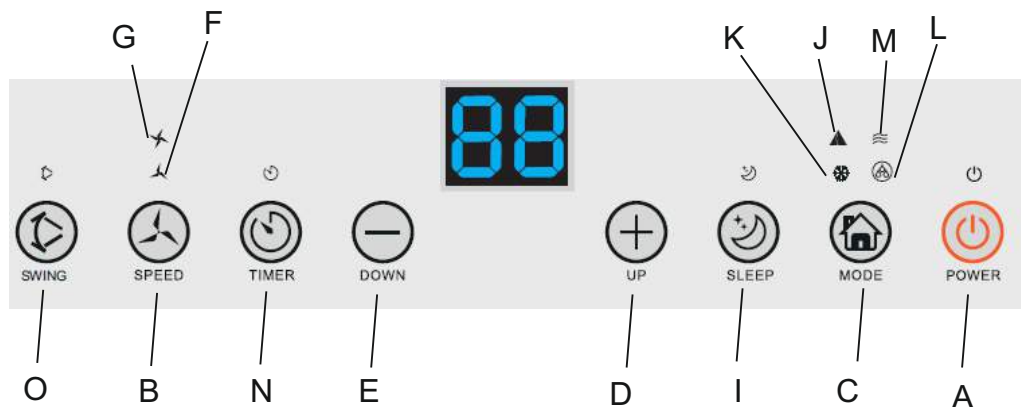 G F K J M L
88
SWING SPEED TIMER DOWN UP SLEEP MODE POWER
O B N E D I C A